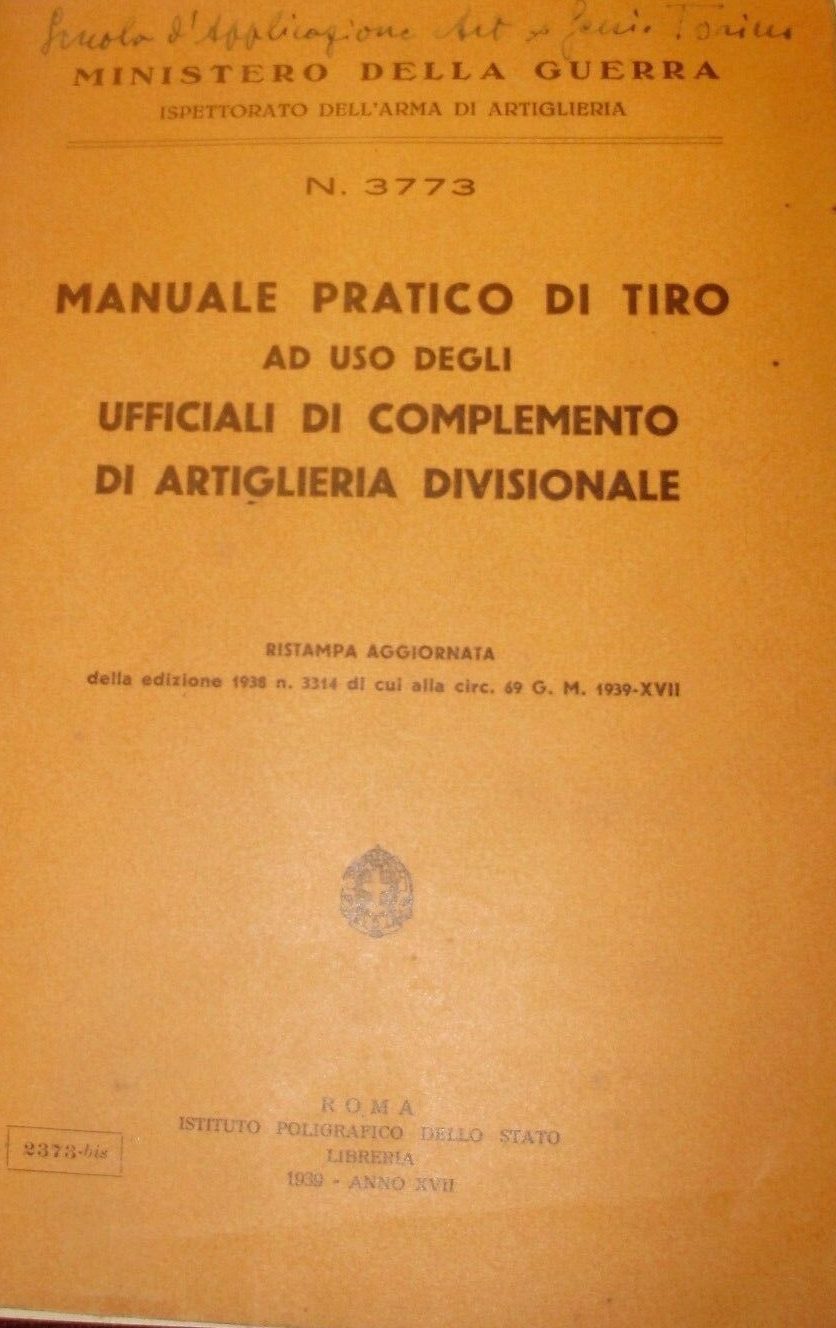 Scuola d'Applicazione Art e Genio Torino
MINISTERO DELLA GUERRA
ISPETTORATO DELL'ARMA DI ARTIGLIERIA
N. 3773
MANUALE PRATICO DI TIRO
AD USO DEGLI
UFFICIALI DI COMPLEMENTO
DI ARTIGLIERIA DIVISIONALE
RISTAMPA AGGIORNATA
della edizione 1938 n. 3314 di cui alla circ. 69 G. M. 1939-XVII
ROMA
ISTITUTO POLIGRAFICO DELLO STATO
LIBRERIA
1939 - ANNO XVII
2373-bis